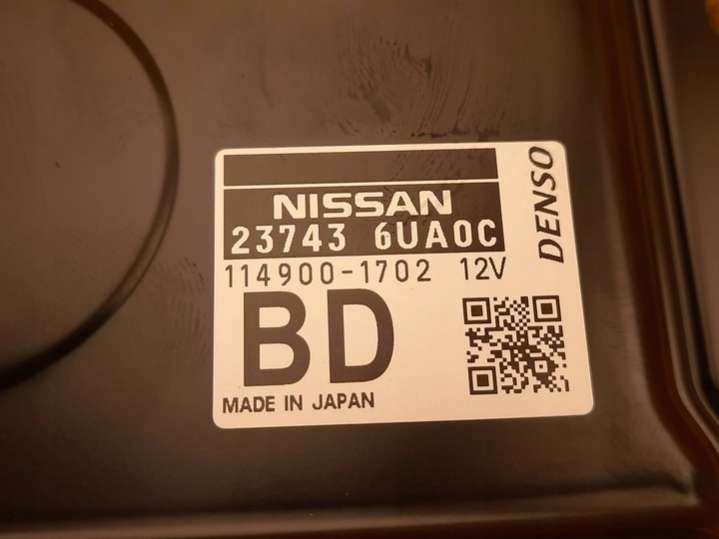 NISSAN
23743 6UA0C
114900-1702 12V
BD
MADE IN JAPAN
DENSO